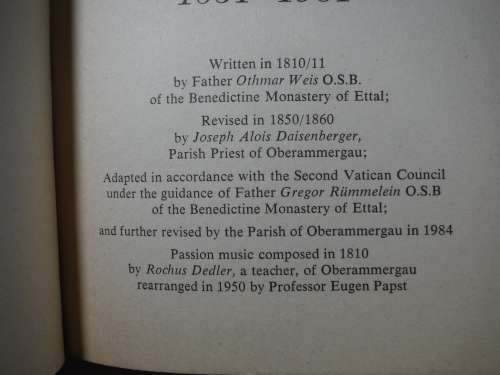 Written in 1810/11
by Father Othmar Weis O.S.B.
of the Benedictine Monastery of Ettal;
Revised in 1850/1860
by Joseph Alois Daisenberger,
Parish Priest of Oberammergau;
Adapted in accordance with the Second Vatican Council
under the guidance of Father Gregor Rümmelein O.S.B
of the Benedictine Monastery of Ettal;
and further revised by the Parish of Oberammergau in 1984
Passion music composed in 1810
by Rochus Dedler, a teacher, of Oberammergau
rearranged in 1950 by Professor Eugen Papst